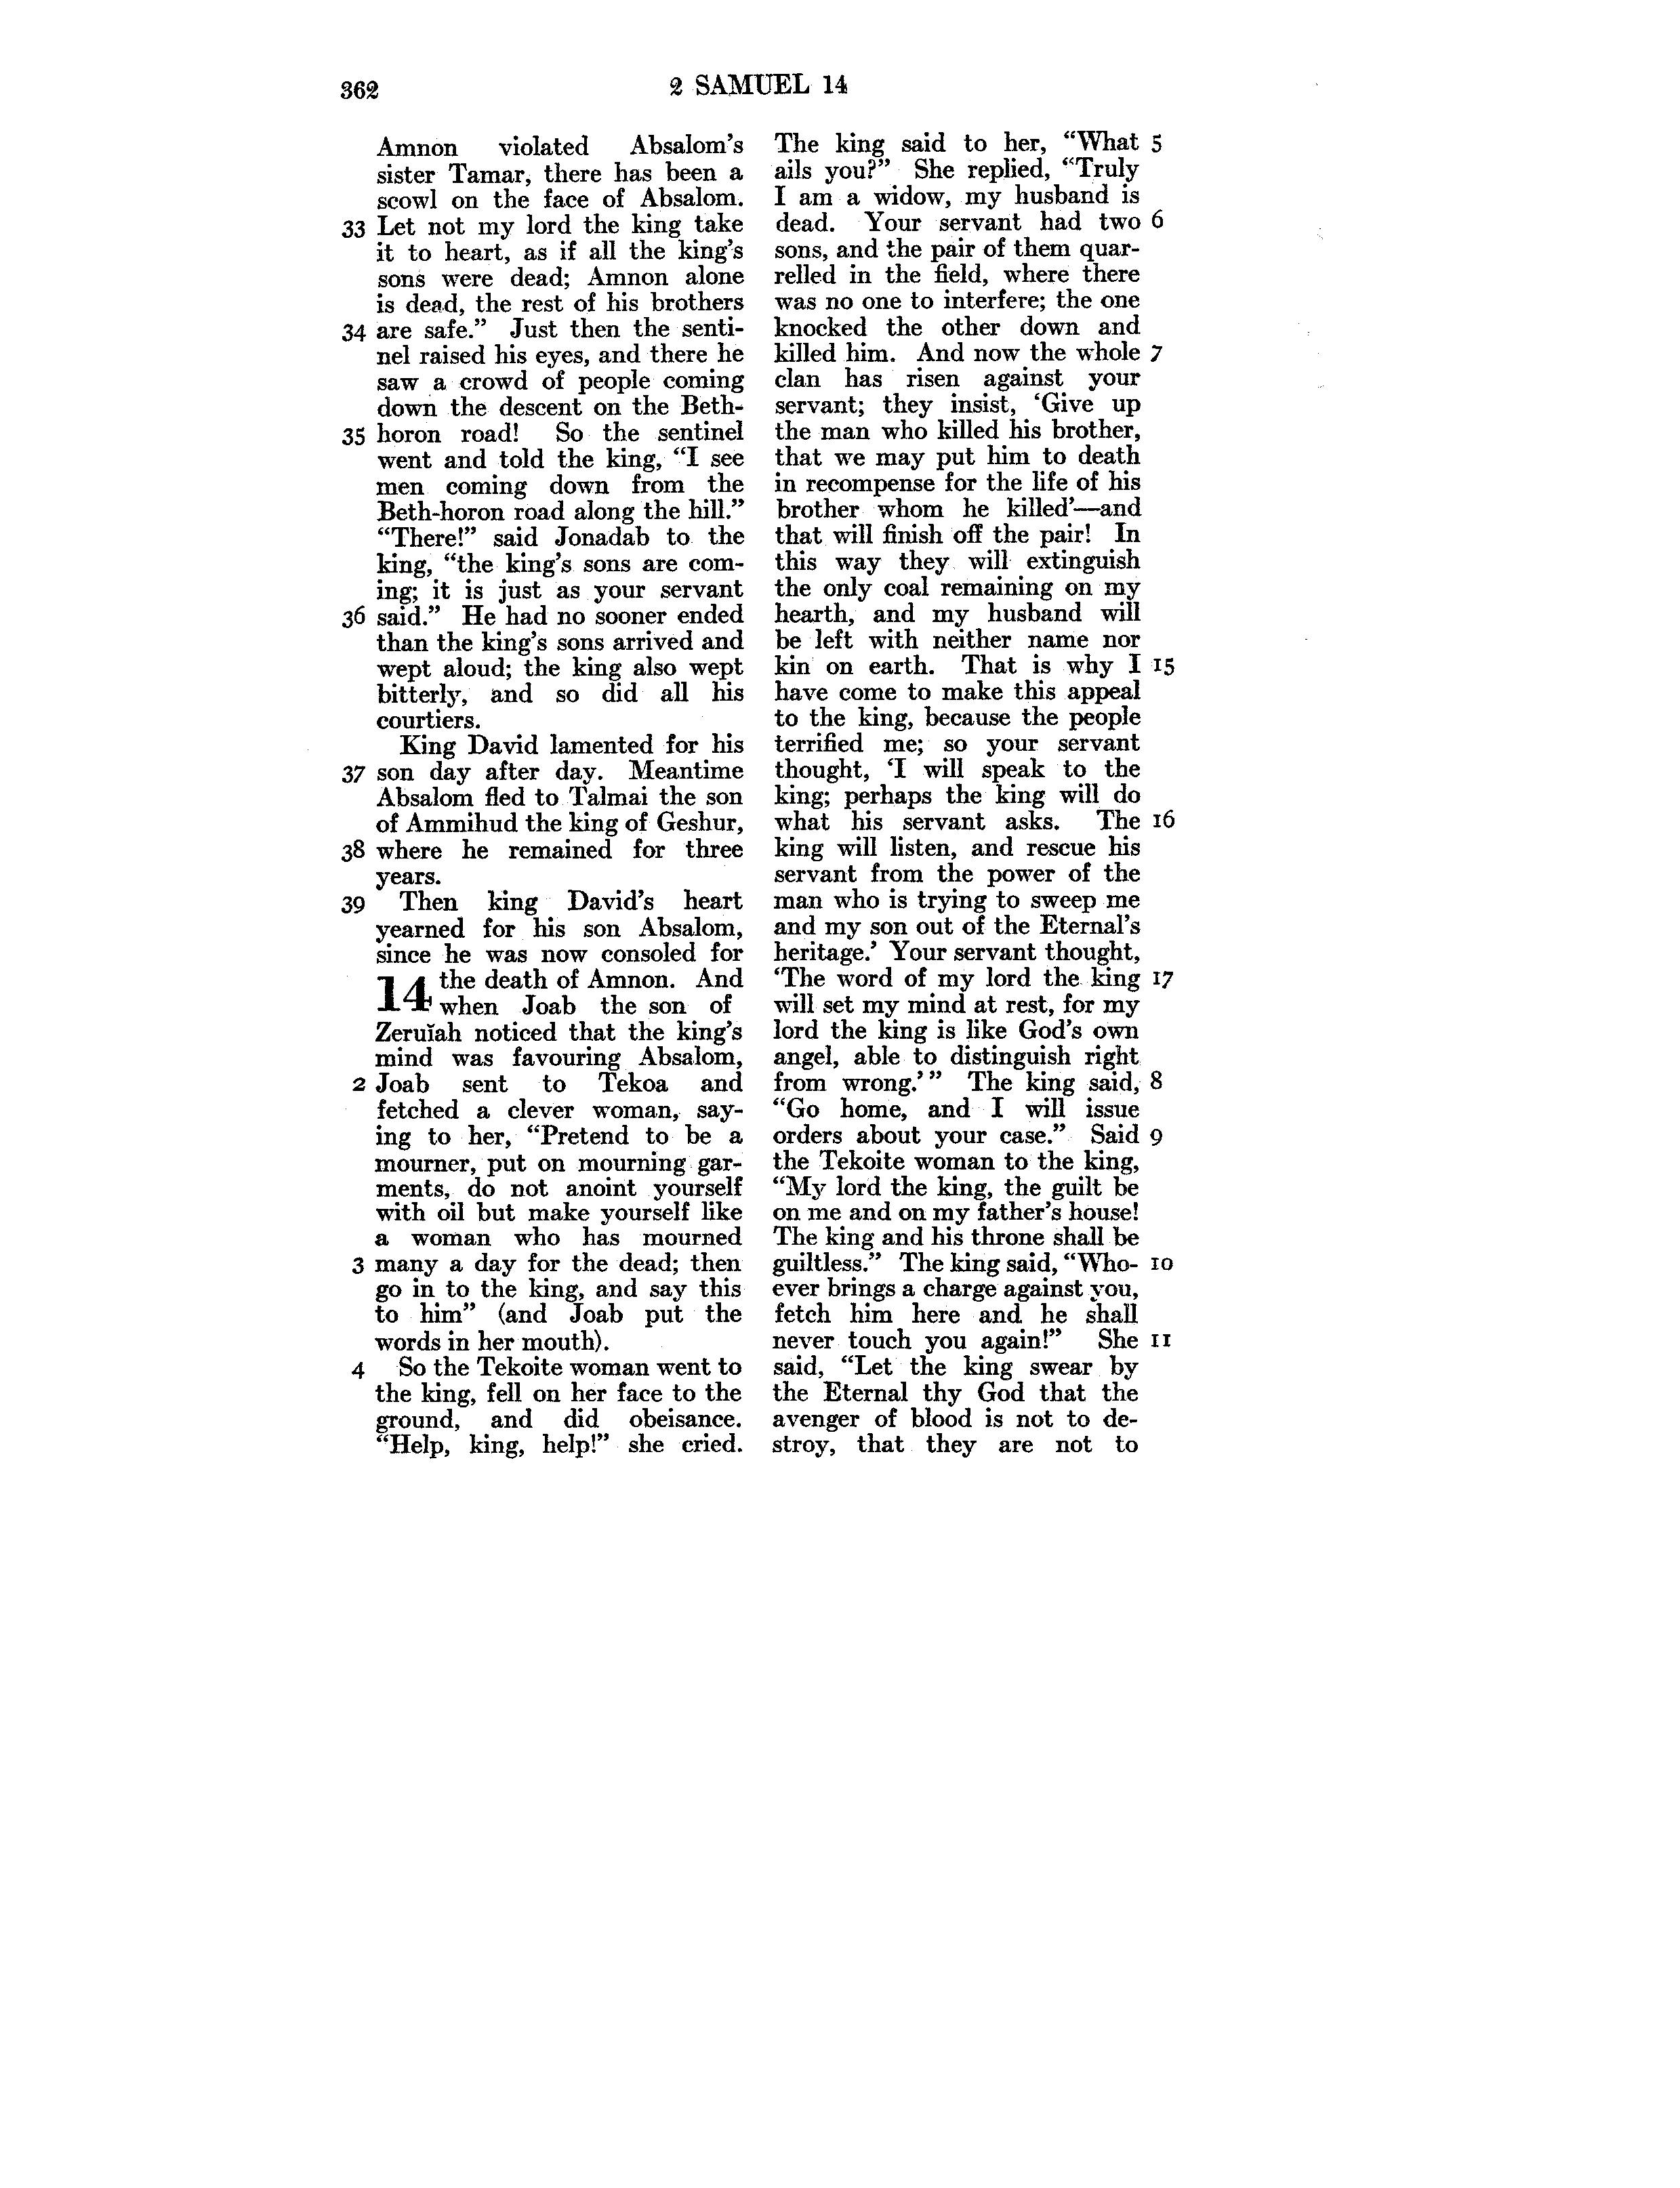 362
2 SAMUEL 14
Amnon violated Absalom's
sister Tamar, there has been a
scowl on the face of Absalom.
33 Let not my lord the king take
it to heart, as if all the king's
sons were dead; Amnon alone
is dead, the rest of his brothers
34 are safe.” Just then the senti-
nel raised his eyes, and there he
saw a crowd of people coming
down the descent on the Beth-
35 horon road! So the sentinel
went and told the king, “I see
men coming down from the
Beth-horon road along the hill.”
“There!” said Jonadab to the
king, “the king's sons are com-
ing; it is just as your servant
36 said.” He had no sooner ended
than the king's sons arrived and
wept aloud; the king also wept
bitterly, and so did all his
courtiers.
King David lamented for his
37 son day after day. Meantime
Absalom fled to Talmai the son
of Ammihud the king of Geshur,
38 where he remained for three
years.
39 Then king David's heart
yearned for his son Absalom,
since he was now consoled for
14 the death of Amnon. And
when Joab the son of
Zeruïah noticed that the king's
mind was favouring Absalom,
2 Joab sent to Tekoa and
fetched a clever woman, say-
ing to her, “Pretend to be a
mourner, put on mourning gar-
ments, do not anoint yourself
with oil but make yourself like
a woman who has mourned
3 many a day for the dead; then
go in to the king, and say this
to him” (and Joab put the
words in her mouth).
4 So the Tekoite woman went to
the king, fell on her face to the
ground, and did obeisance.
“Help, king, help!” she cried.
The king said to her, “What 5
ails you?” She replied, “Truly
I am a widow, my husband is
dead. Your servant had two 6
sons, and the pair of them quar-
relled in the field, where there
was no one to interfere; the one
knocked the other down and
killed him. And now the whole 7
clan has risen against your
servant; they insist, ‘Give up
the man who killed his brother,
that we may put him to death
in recompense for the life of his
brother whom he killed’—and
that will finish off the pair! In
this way they will extinguish
the only coal remaining on my
hearth, and my husband will
be left with neither name nor
kin on earth. That is why I 15
have come to make this appeal
to the king, because the people
terrified me; so your servant
thought, ‘I will speak to the
king; perhaps the king will do
what his servant asks. The 16
king will listen, and rescue his
servant from the power of the
man who is trying to sweep me
and my son out of the Eternal's
heritage.’ Your servant thought,
‘The word of my lord the king 17
will set my mind at rest, for my
lord the king is like God's own
angel, able to distinguish right
from wrong.’” The king said, 8
“Go home, and I will issue
orders about your case.” Said 9
the Tekoite woman to the king,
“My lord the king, the guilt be
on me and on my father's house!
The king and his throne shall be
guiltless.” The king said, “Who- 10
ever brings a charge against you,
fetch him here and he shall
never touch you again!” She 11
said, “Let the king swear by
the Eternal thy God that the
avenger of blood is not to de-
stroy, that they are not to